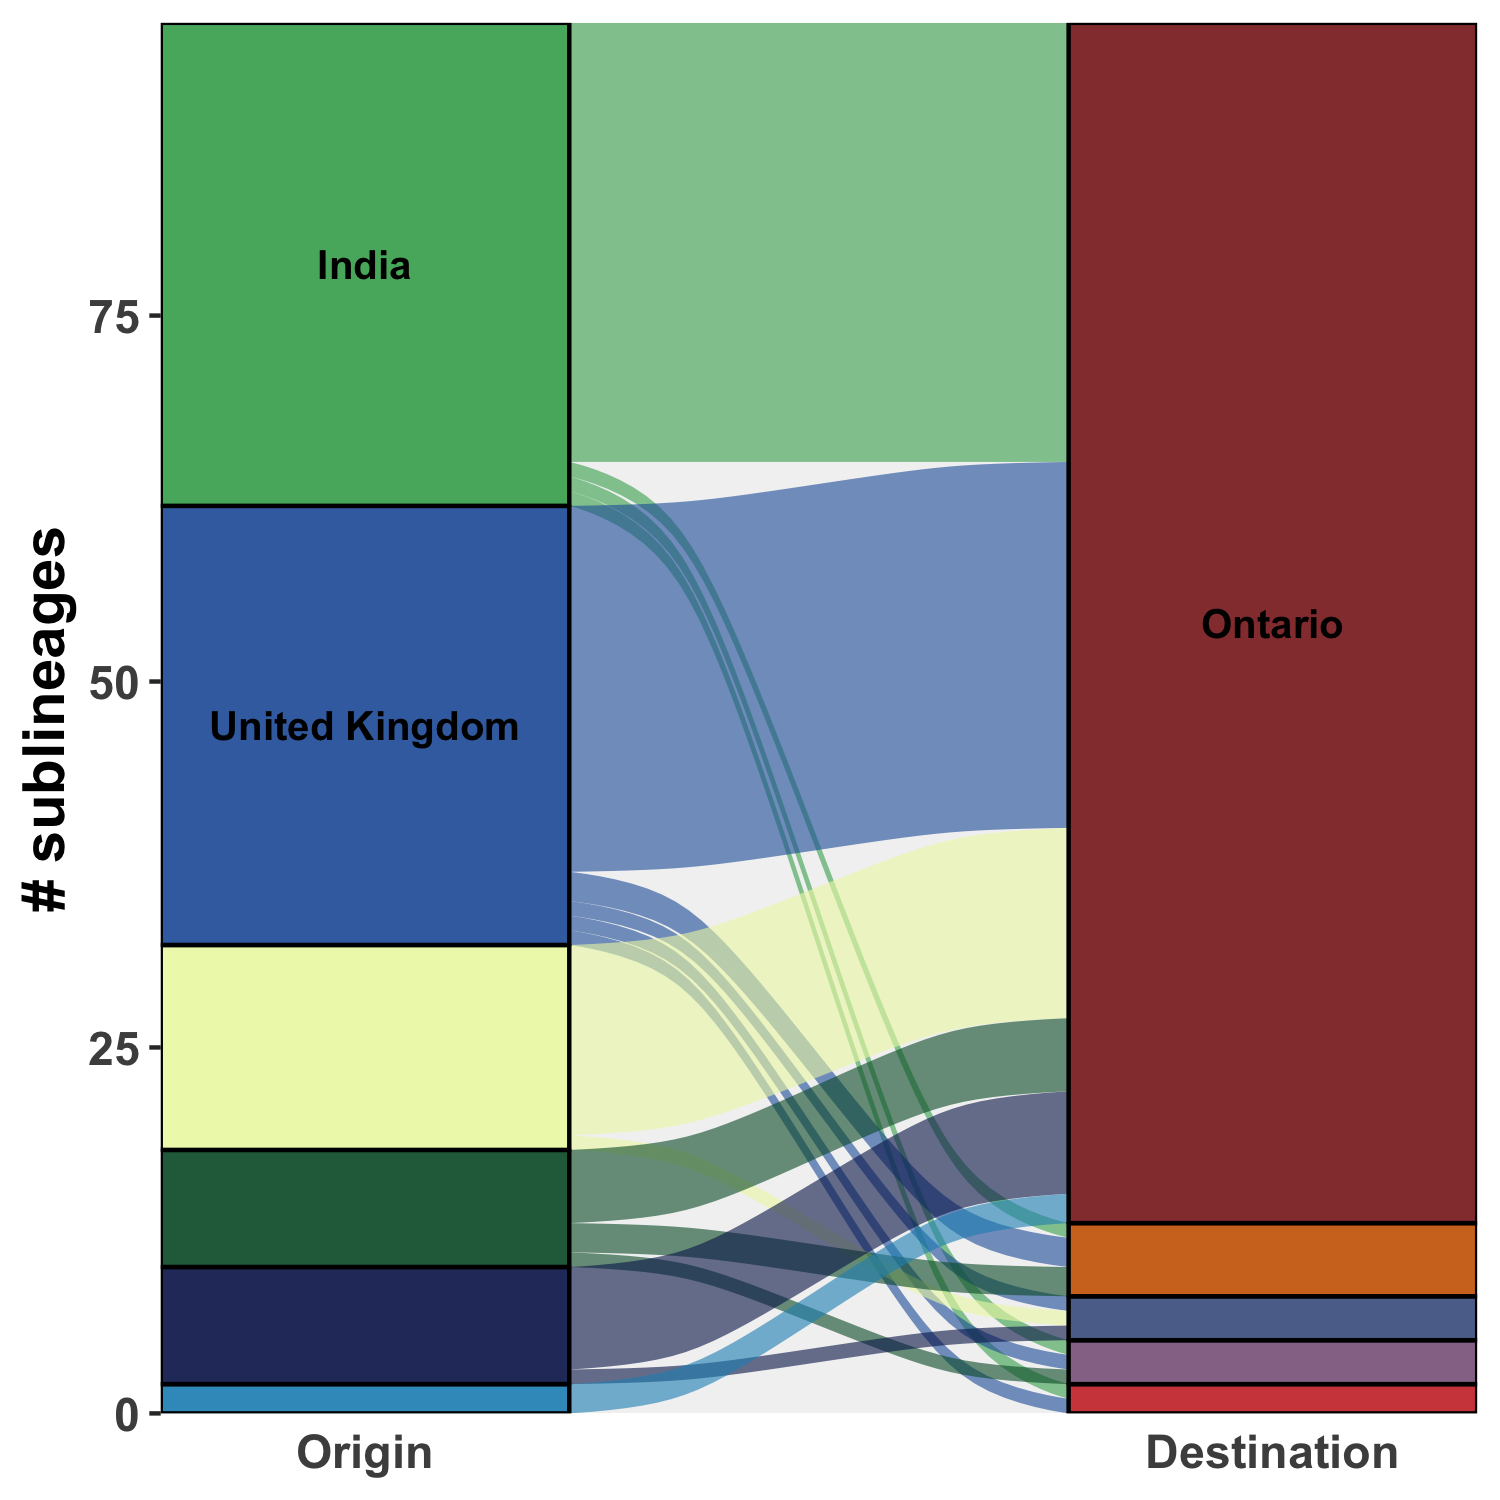 # sublineages
75
50
25
0
India
United Kingdom
Ontario
Origin
Destination